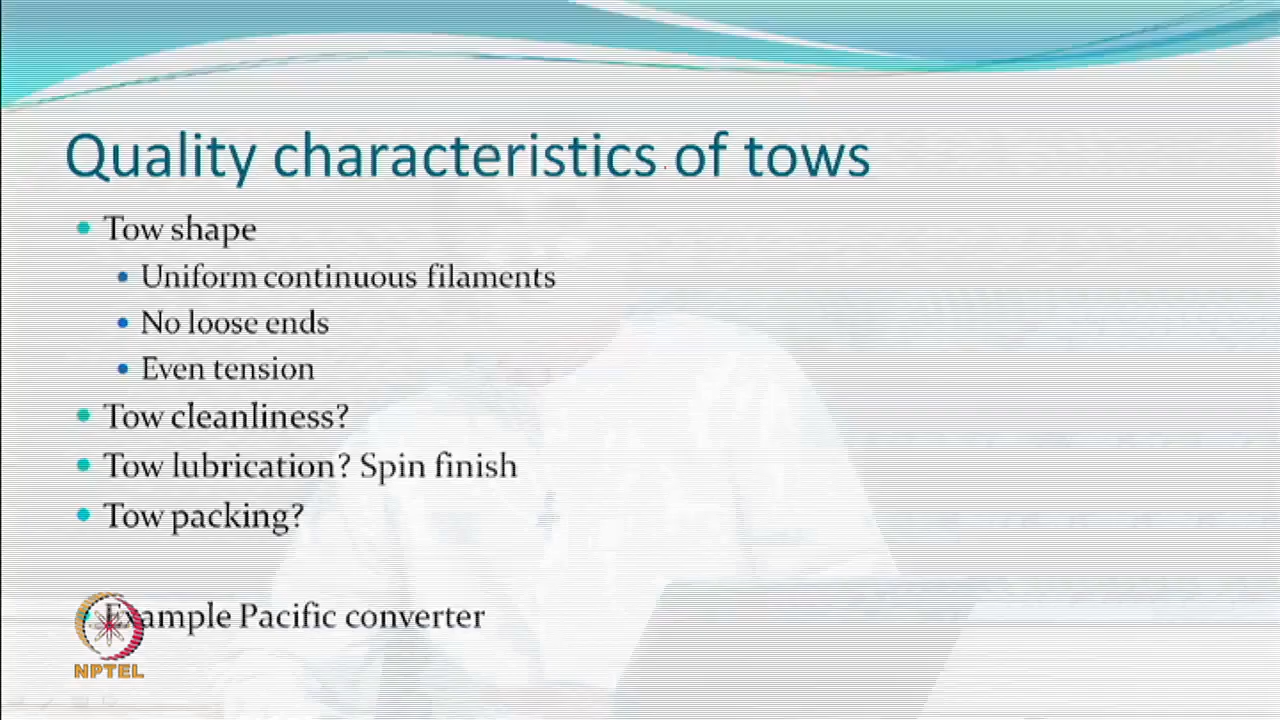 Quality characteristics of tows
Tow shape
Uniform continuous filaments
No loose ends
Even tension
Tow cleanliness?
Tow lubrication? Spin finish
Tow packing?
Example Pacific converter
NPTEL